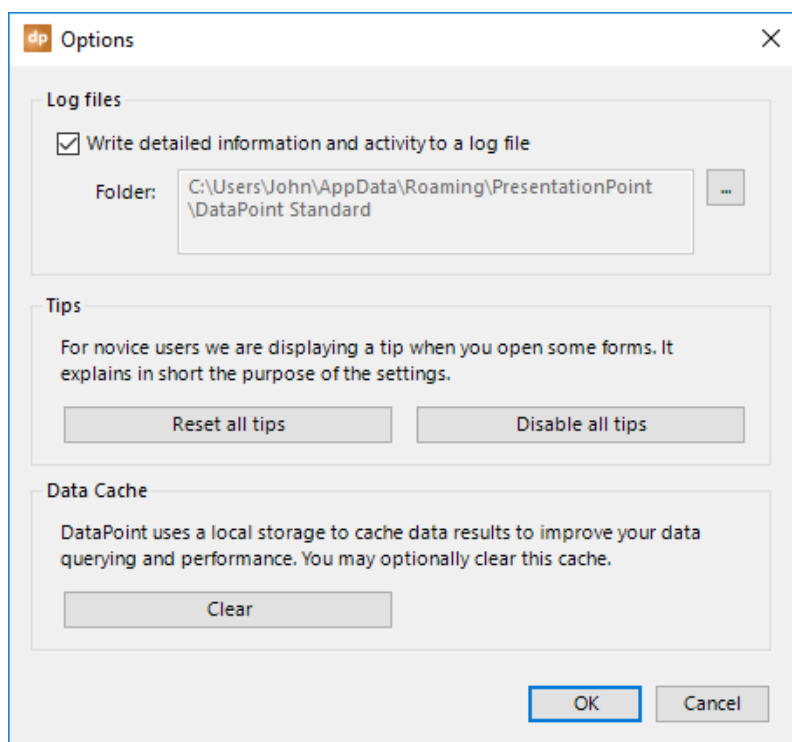 dp Options
Log files
Write detailed information and activity to a log file
Folder: C:\Users\John\AppData\Roaming\PresentationPoint
\DataPoint Standard
...
Tips
For novice users we are displaying a tip when you open some forms. It
explains in short the purpose of the settings.
Reset all tips Disable all tips
Data Cache
DataPoint uses a local storage to cache data results to improve your data
querying and performance. You may optionally clear this cache.
Clear
OK Cancel